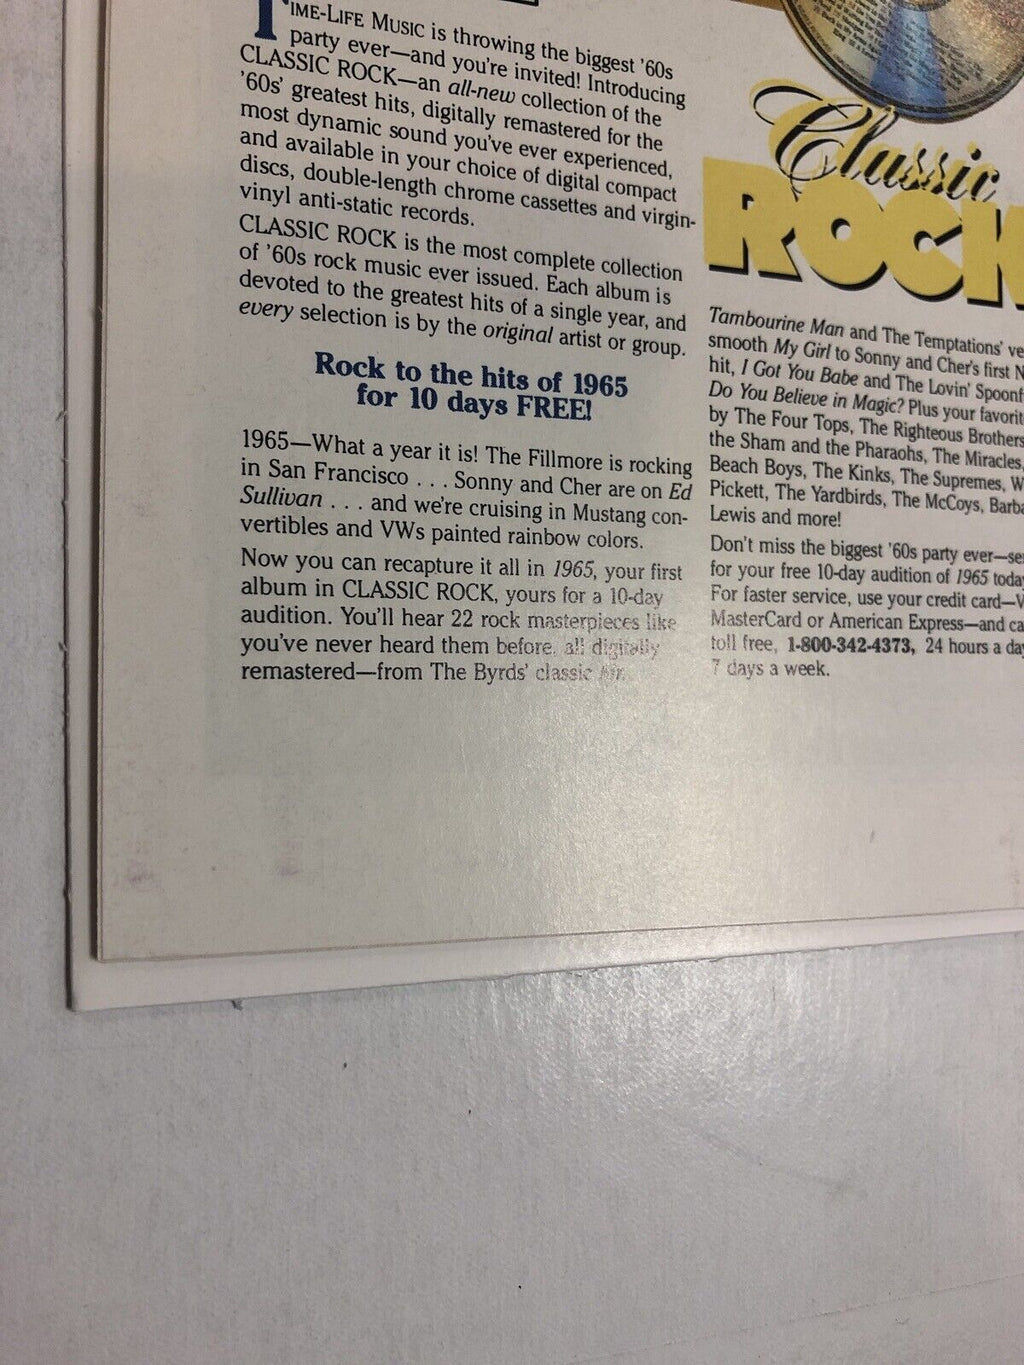 TIME-LIFE MUSIC is throwing the biggest '60s
party ever—and you're invited! Introducing
CLASSIC ROCK—an all-new collection of the
'60s' greatest hits, digitally remastered for the
most dynamic sound you've ever experienced,
and available in your choice of digital compact
discs, double-length chrome cassettes and virgin-
vinyl anti-static records.
CLASSIC ROCK is the most complete collection
of '60s rock music ever issued. Each album is
devoted to the greatest hits of a single year, and
every selection is by the original artist or group.
Rock to the hits of 1965
for 10 days FREE!
1965—What a year it is! The Fillmore is rocking
in San Francisco . . . Sonny and Cher are on Ed
Sullivan . . . and we're cruising in Mustang con-
vertibles and VWs painted rainbow colors.
Now you can recapture it all in 1965, your first
album in CLASSIC ROCK, yours for a 10-day
audition. You'll hear 22 rock masterpieces like
you've never heard them before, all digitally
remastered—from The Byrds' classic Mr.
Classic
ROCK
Tambourine Man and The Temptations'
smooth My Girl to Sonny and Cher's first
hit, I Got You Babe and The Lovin'
Do You Believe in Magic? Plus your
by The Four Tops, The Righteous Brothers
the Sham and the Pharaohs, The Miracles,
Beach Boys, The Kinks, The Supremes,
Pickett, The Yardbirds, The McCoys,
Lewis and more!
Don't miss the biggest '60s party ever—
for your free 10-day audition of 1965
For faster service, use your credit card—
MasterCard or American Express—and
toll free, 1-800-342-4373, 24 hours a
7 days a week.